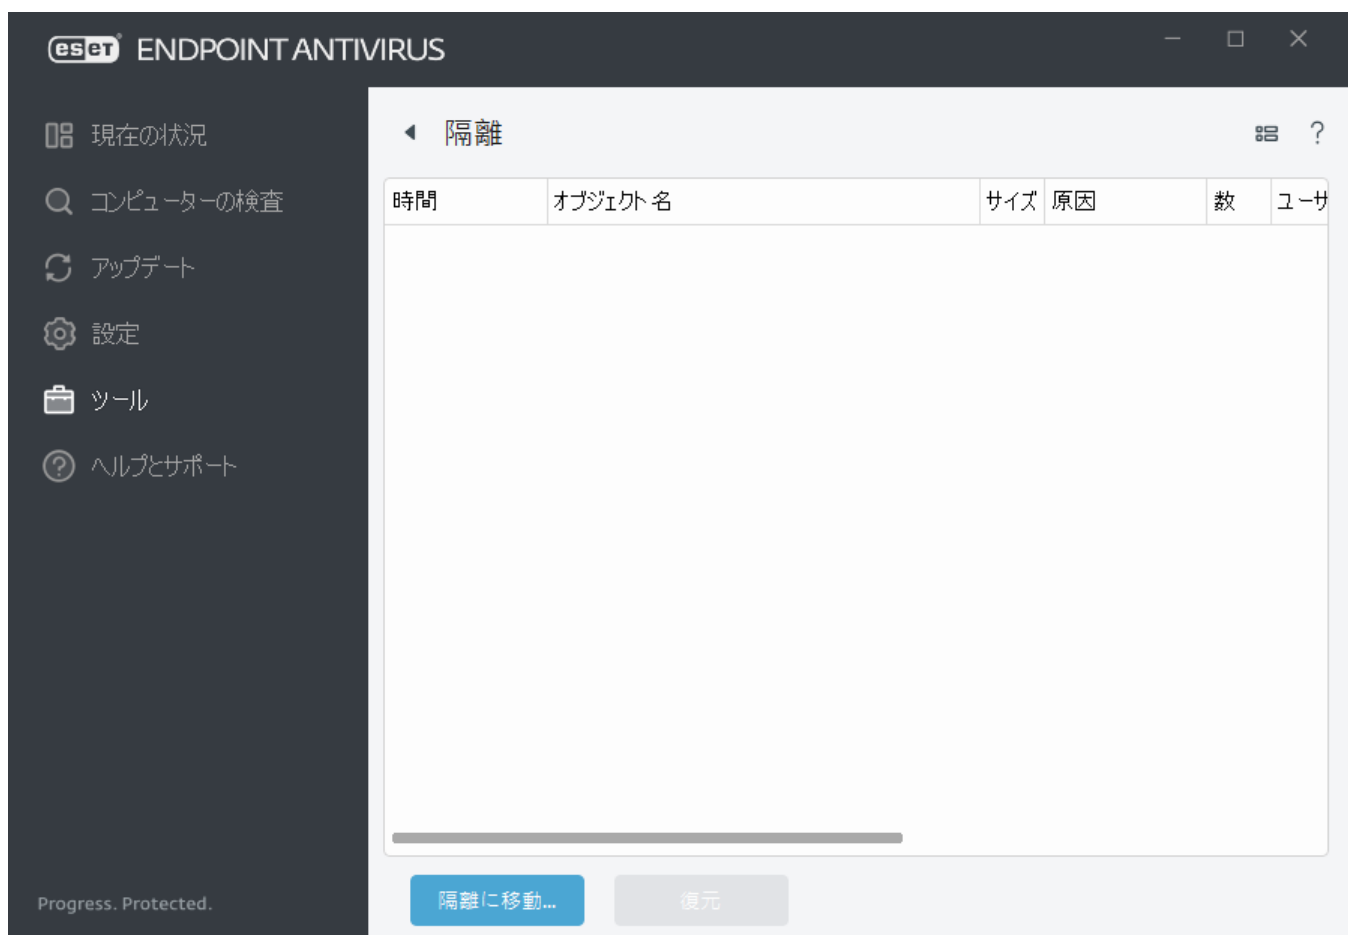 eset ENDPOINT ANTIVIRUS
現在の状況
コンピューターの検査
アップデート
設定
ツール
ヘルプとサポート
Progress. Protected.
隔離
?
時間 オブジェクト名 サイズ 原因 数 ユーサ
隔離に移動... 復元